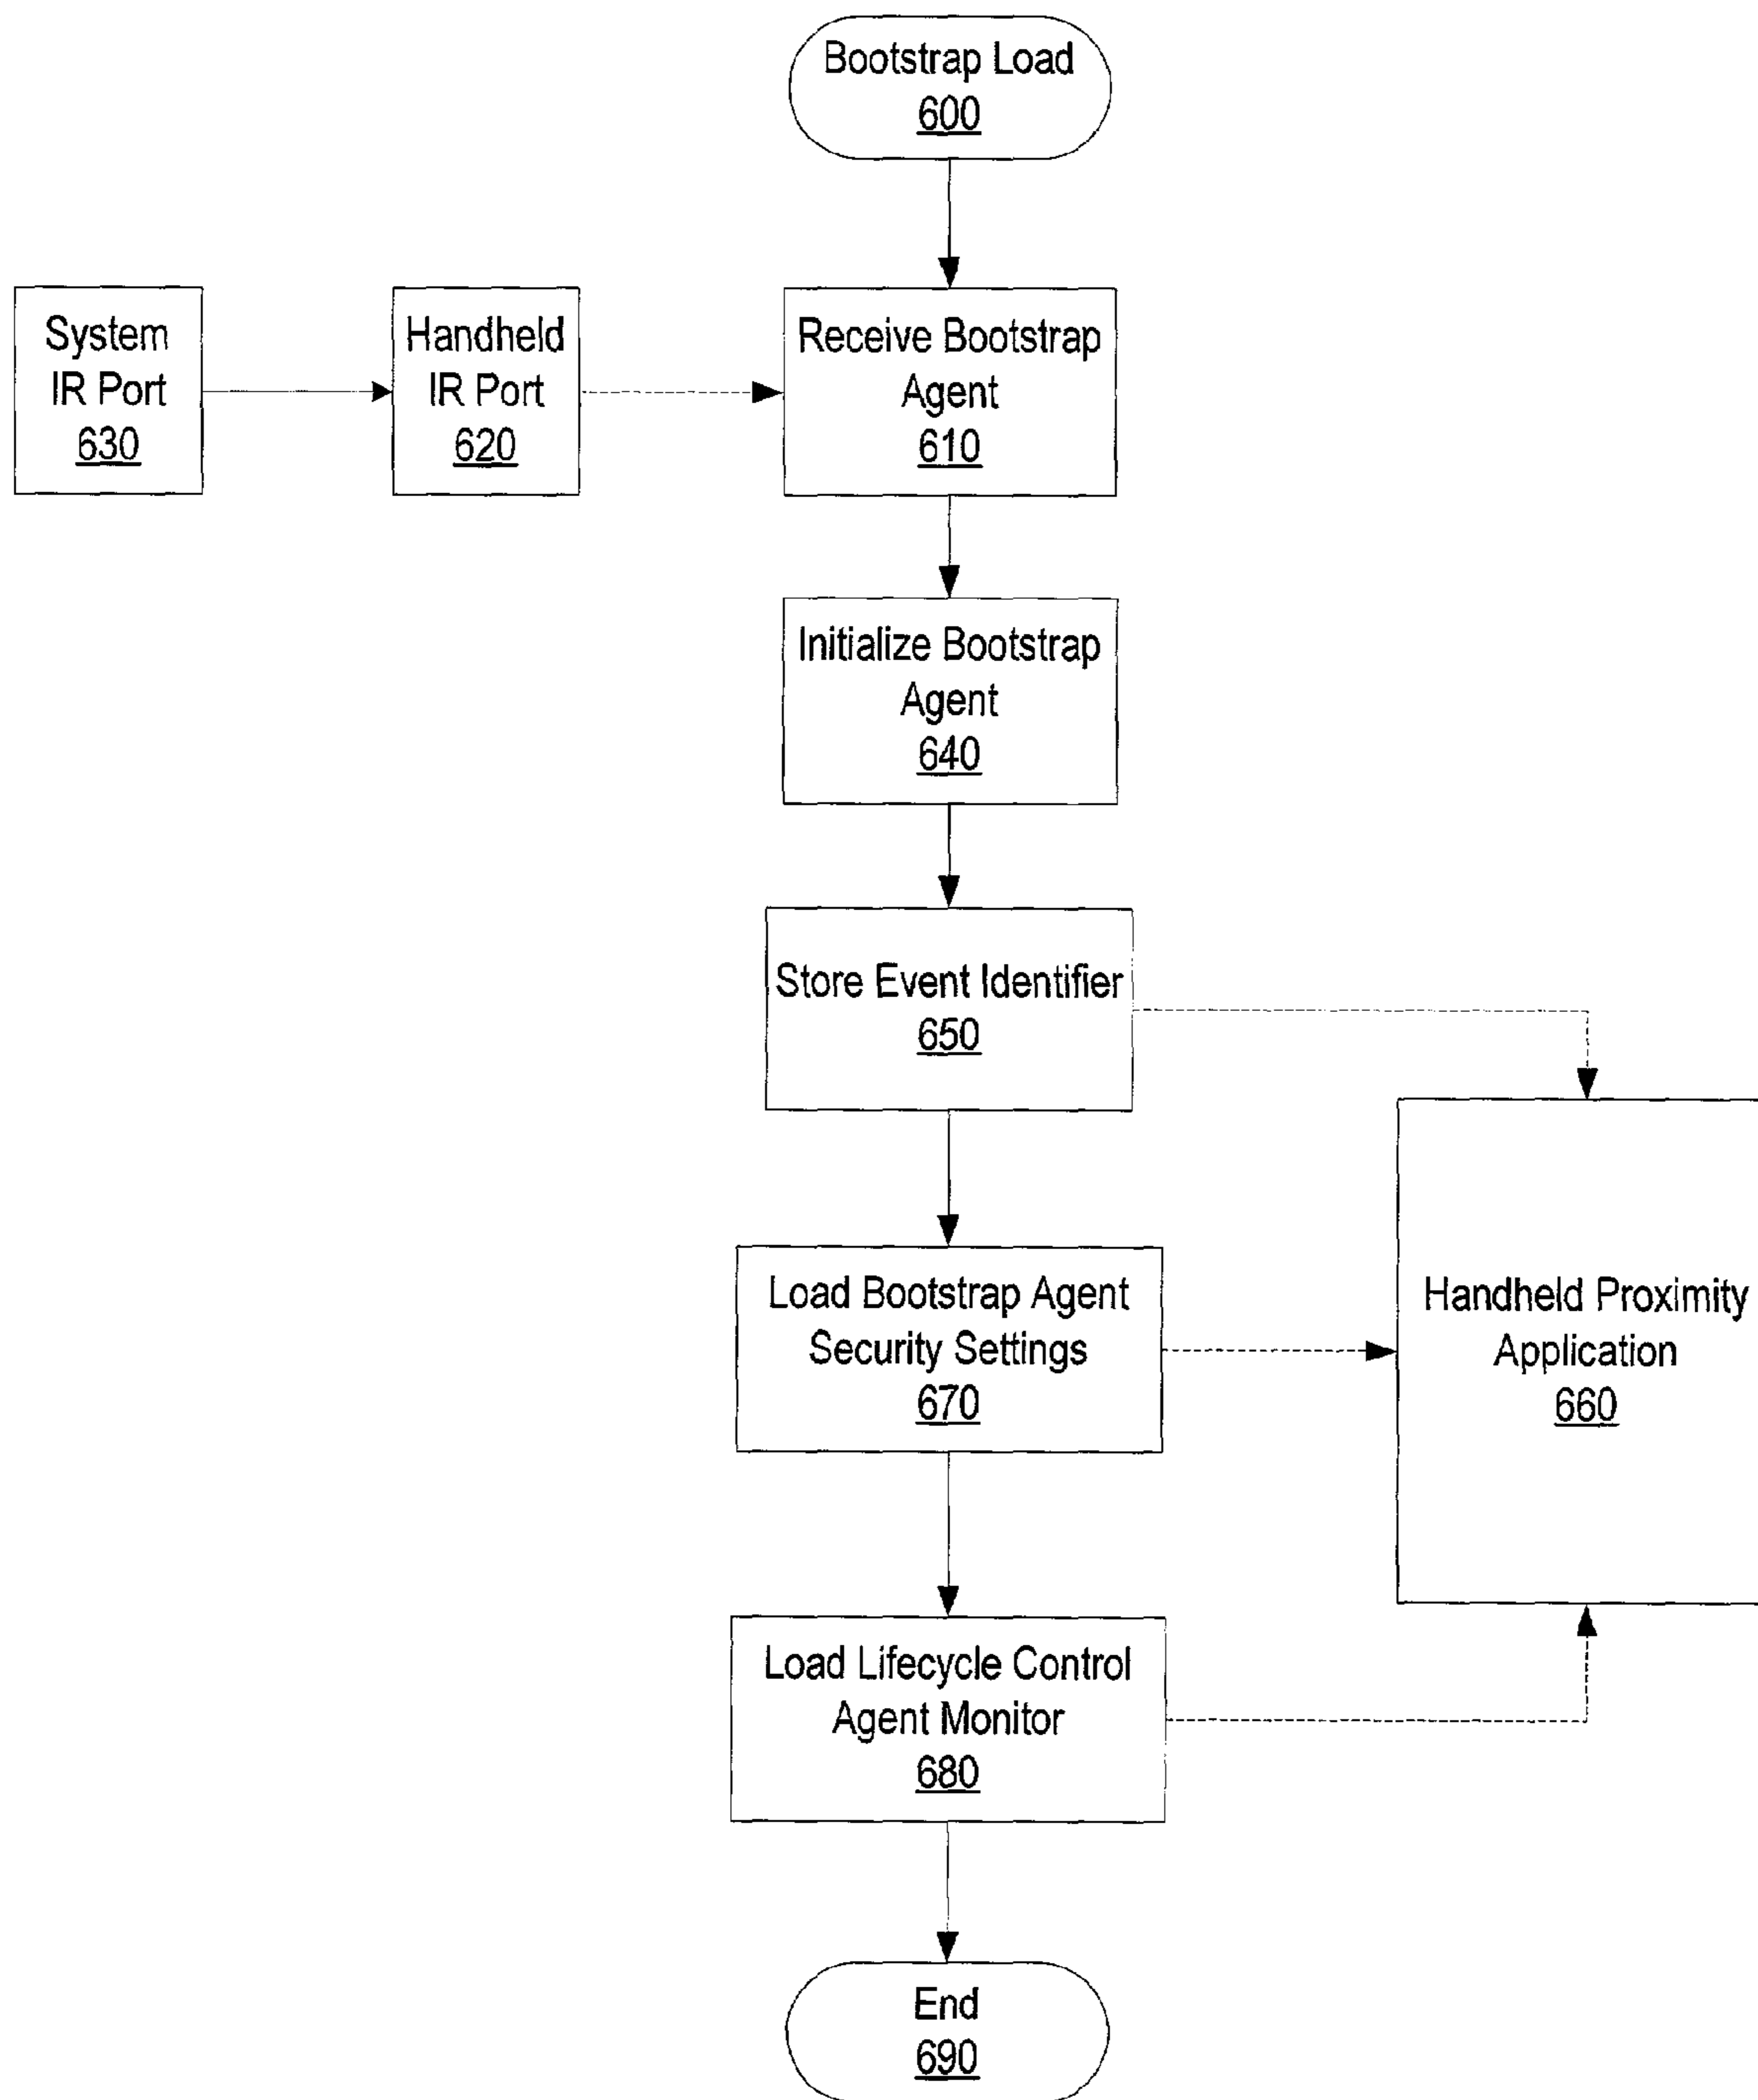 Bootstrap Load
600
System
IR Port
630
Handheld
IR Port
620
Receive Bootstrap
Agent
610
Initialize Bootstrap
Agent
640
Store Event Identifier
650
Load Bootstrap Agent
Security Settings
670
Handheld Proximity
Application
660
Load Lifecycle Control
Agent Monitor
680
End
690